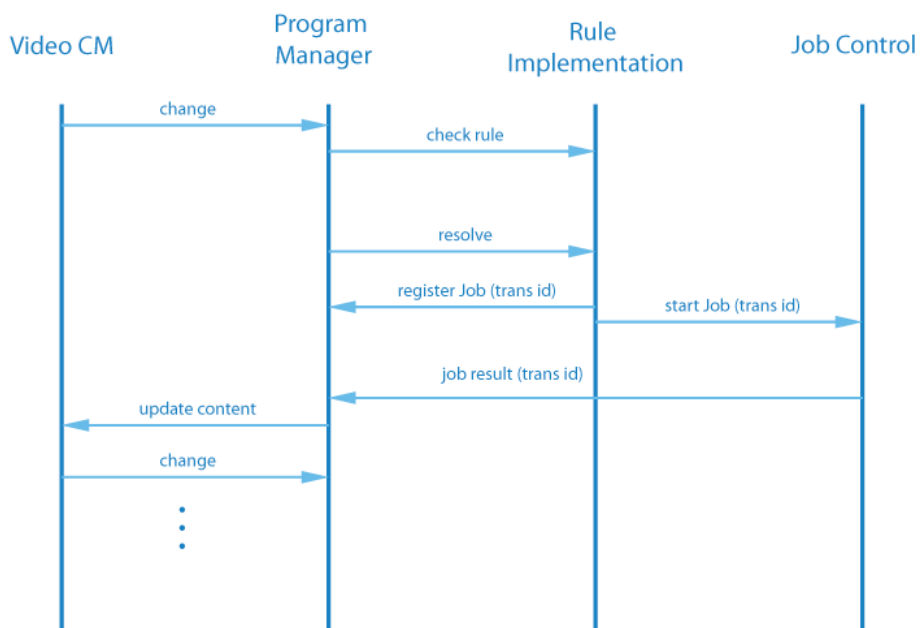 Video CM
Program
Manager
Rule
Implementation
Job Control
change
check rule
resolve
register Job (trans id)
start Job (trans id)
job result (trans id)
update content
change